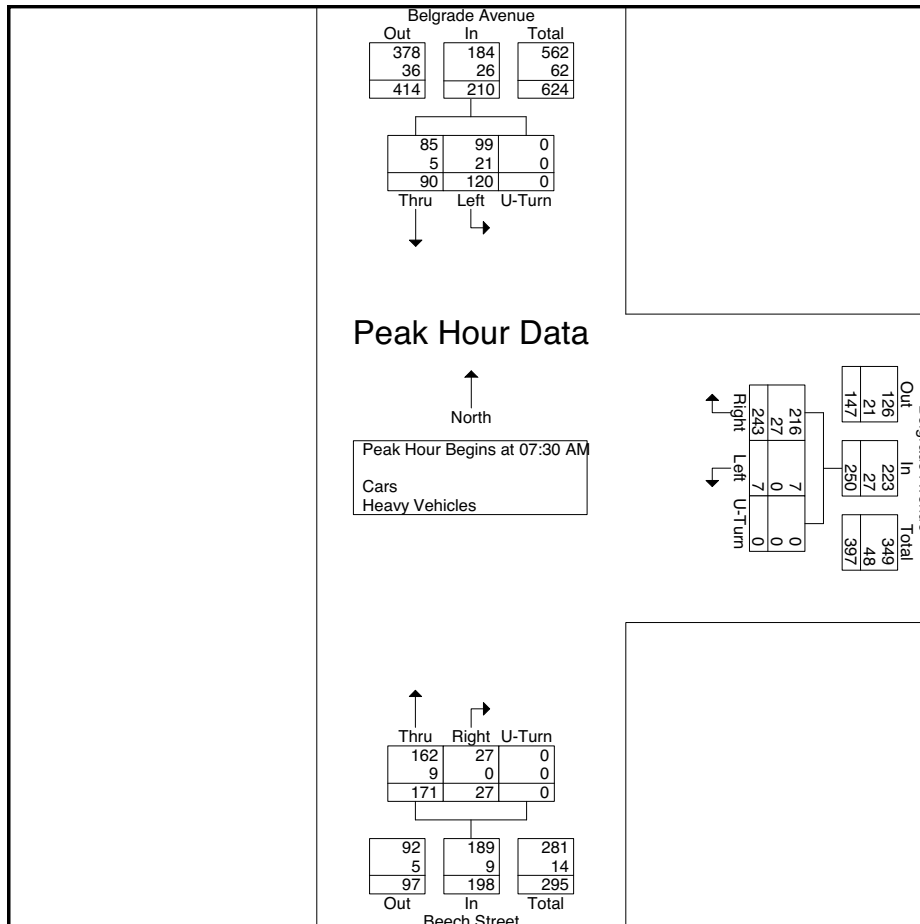 Belgrade Avenue
Out In Total
378 184 562
36 26 62
414 210 624
85 99 0
5 21 0
90 120 0
Thru Left U-Turn
Peak Hour Data
North
Peak Hour Begins at 07:30 AM
Cars
Heavy Vehicles
Out In Total
126 223 349
21 27 48
147 250 397
216 7 0
27 0 0
243 7 0
Right Left U-Turn
Thru Right U-Turn
162 27 0
9 0 0
171 27 0
92 189 281
5 9 14
97 198 295
Out In Total
Beech Street